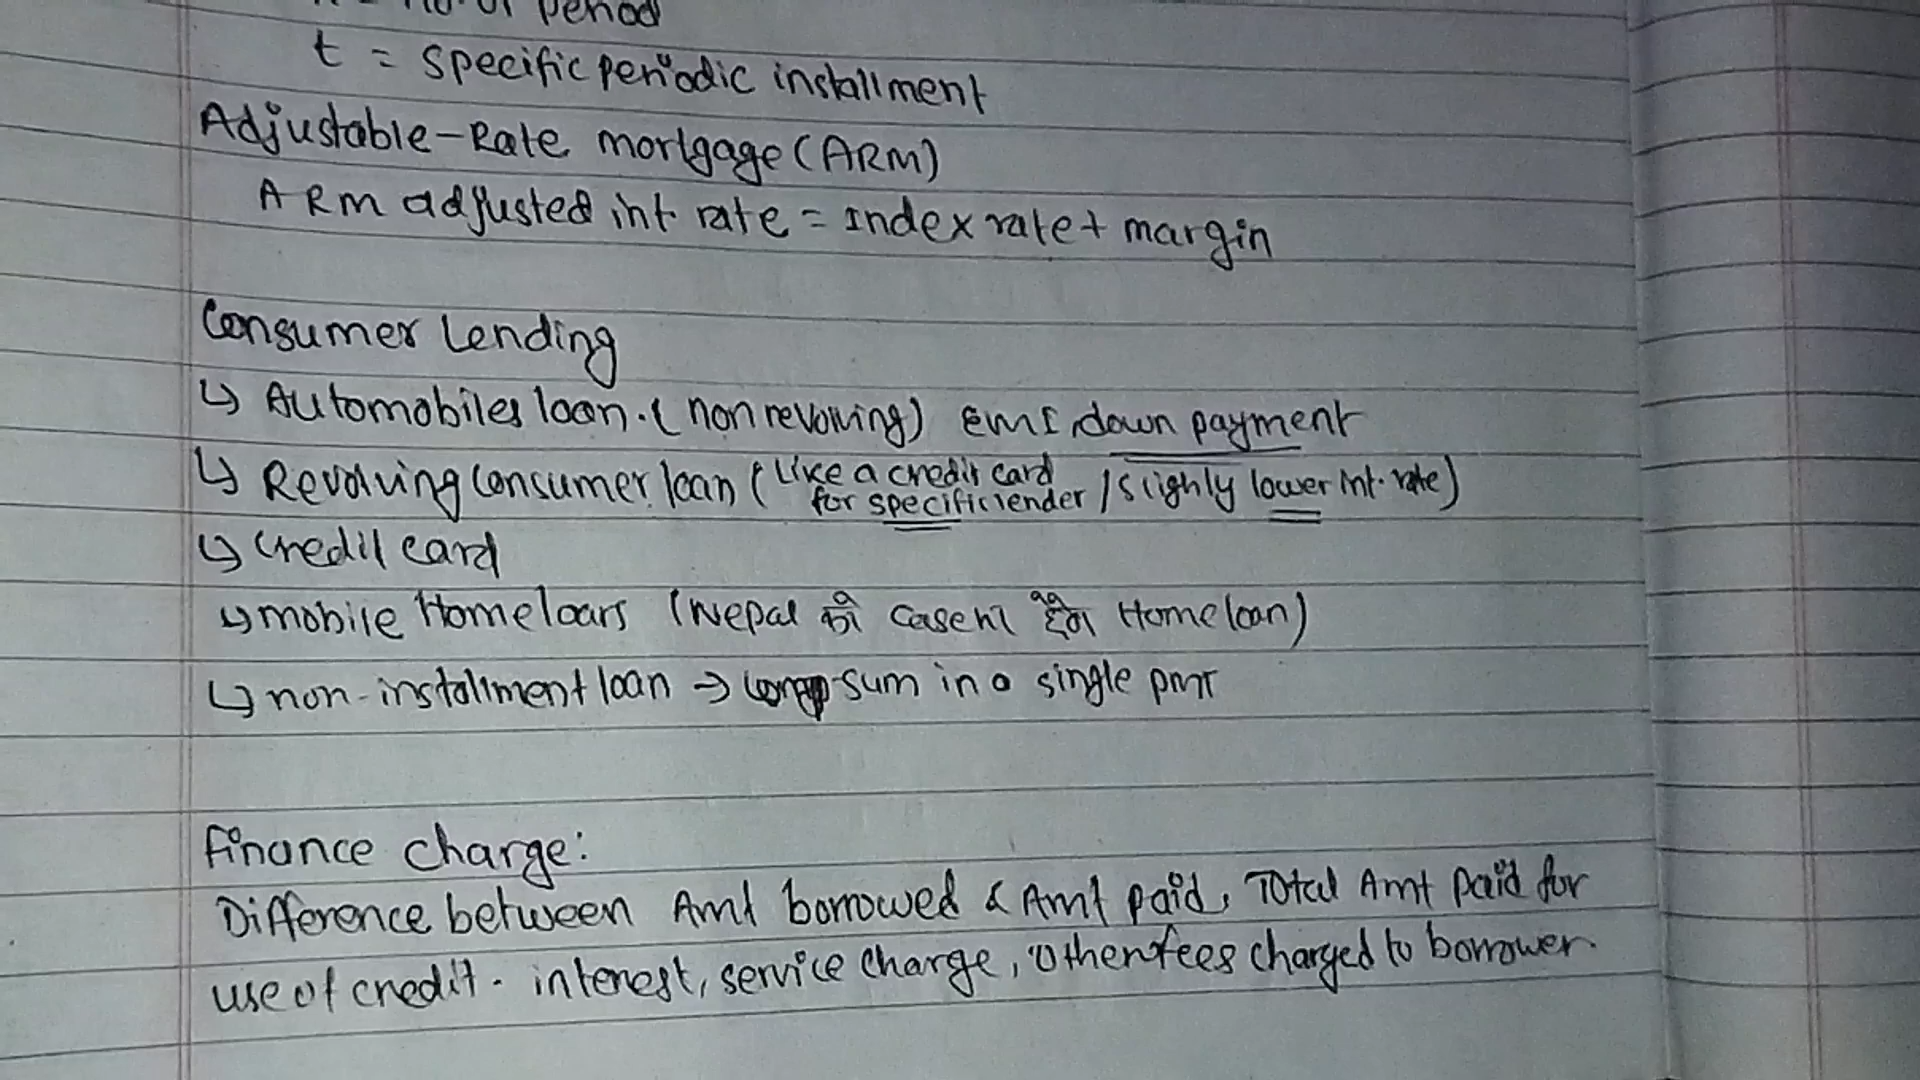 no. of period
t = specific periodic installment
Adjustable-Rate mortgage (ARM)
ARM adjusted int. rate = Index rate + margin
Consumer Lending
↳ Automobiles loan. (non revolving) EMI down payment
↳ Revolving consumer loan (Like a credit card for specific lender / slighly lower int. rate)
↳ credit card
↳ mobile Home loans (Nepal को case मा Home loan)
↳ non-installment loan → sum in a single pmt
Finance charge:
Difference between Amt borrowed & Amt paid, Total Amt paid for
use of credit. interest, service charge, other fees charged to borrower.